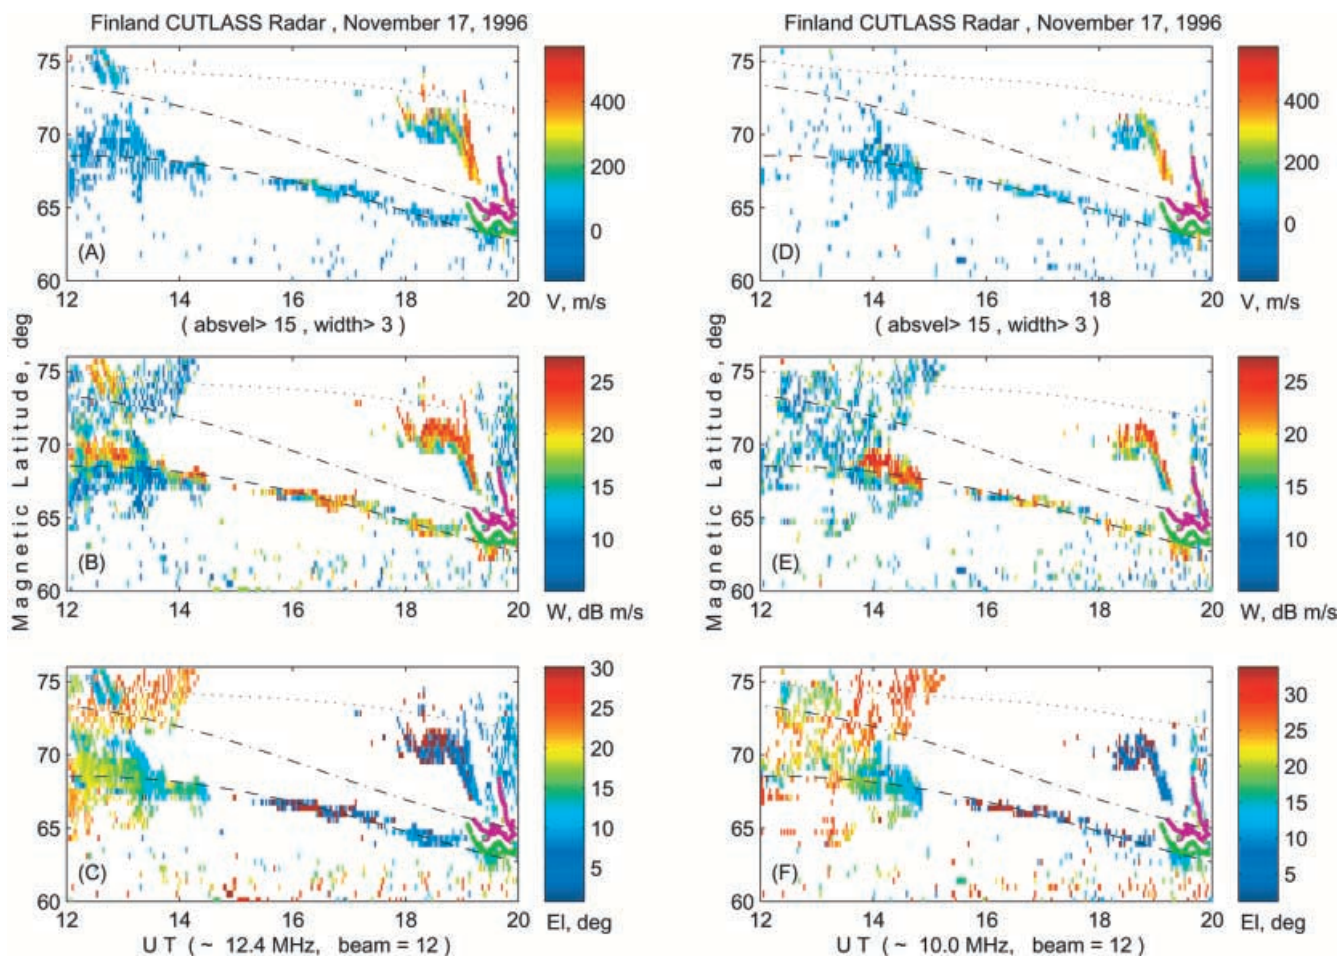 Finland CUTLASS Radar , November 17, 1996
Finland CUTLASS Radar , November 17, 1996
75
70
65
60
(A)
12 14 16 18 20
400
200
0
V, m/s
( absvel> 15 , width> 3 )
75
70
65
60
(D)
12 14 16 18 20
400
200
0
V, m/s
( absvel> 15 , width> 3 )
Magnetic Latitude, deg
75
70
65
60
(B)
12 14 16 18 20
25
20
15
10
W, dB m/s
Magnetic Latitude, deg
75
70
65
60
(E)
12 14 16 18 20
25
20
15
10
W, dB m/s
75
70
65
60
(C)
12 14 16 18 20
30
25
20
15
10
5
El, deg
UT ( ~ 12.4 MHz, beam = 12 )
75
70
65
60
(F)
12 14 16 18 20
30
25
20
15
10
5
El, deg
UT ( ~ 10.0 MHz, beam = 12 )